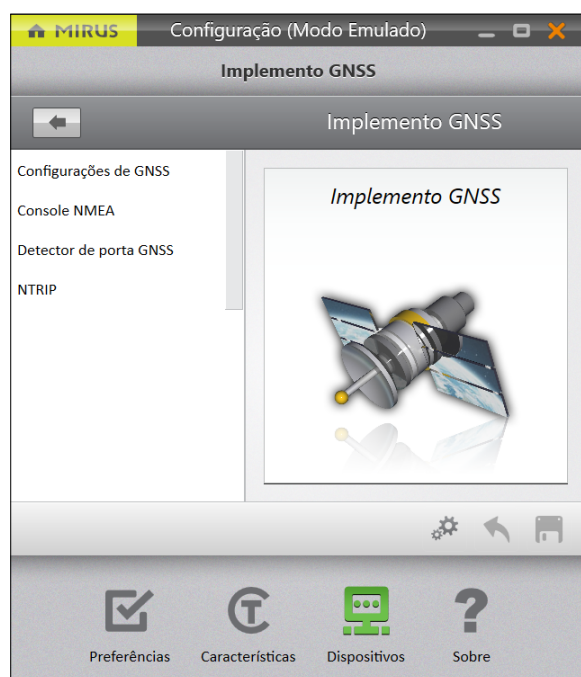 MIRUS
Configuração (Modo Emulado)
Implemento GNSS
Implemento GNSS
Configurações de GNSS
Console NMEA
Detector de porta GNSS
NTRIP
Implemento GNSS
Preferências
Características
Dispositivos
Sobre